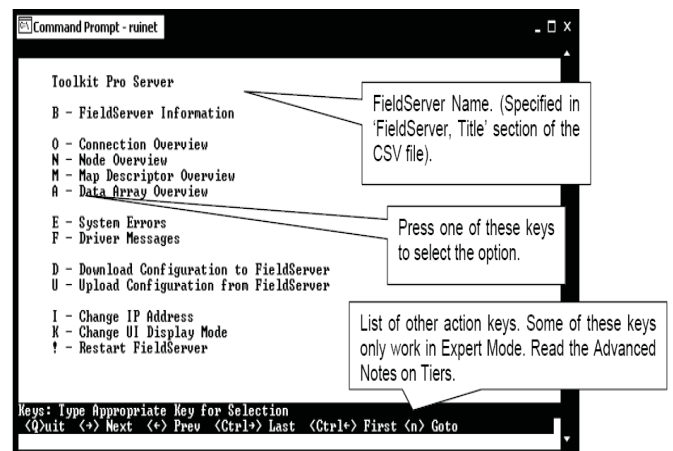 Command Prompt - ruinet
Toolkit Pro Server
B - FieldServer Information
O - Connection Overview
N - Node Overview
M - Map Descriptor Overview
A - Data Array Overview
E - System Errors
F - Driver Messages
D - Download Configuration to FieldServer
U - Upload Configuration from FieldServer
I - Change IP Address
K - Change UI Display Mode
! - Restart FieldServer
FieldServer Name. (Specified in
‘FieldServer, Title’ section of the
CSV file).
Press one of these keys
to select the option.
List of other action keys. Some of these keys
only work in Expert Mode. Read the Advanced
Notes on Tiers.
Keys: Type Appropriate Key for Selection
<Q>uit <→> Next <←> Prev <Ctrl→> Last <Ctrl←> First <n> Goto